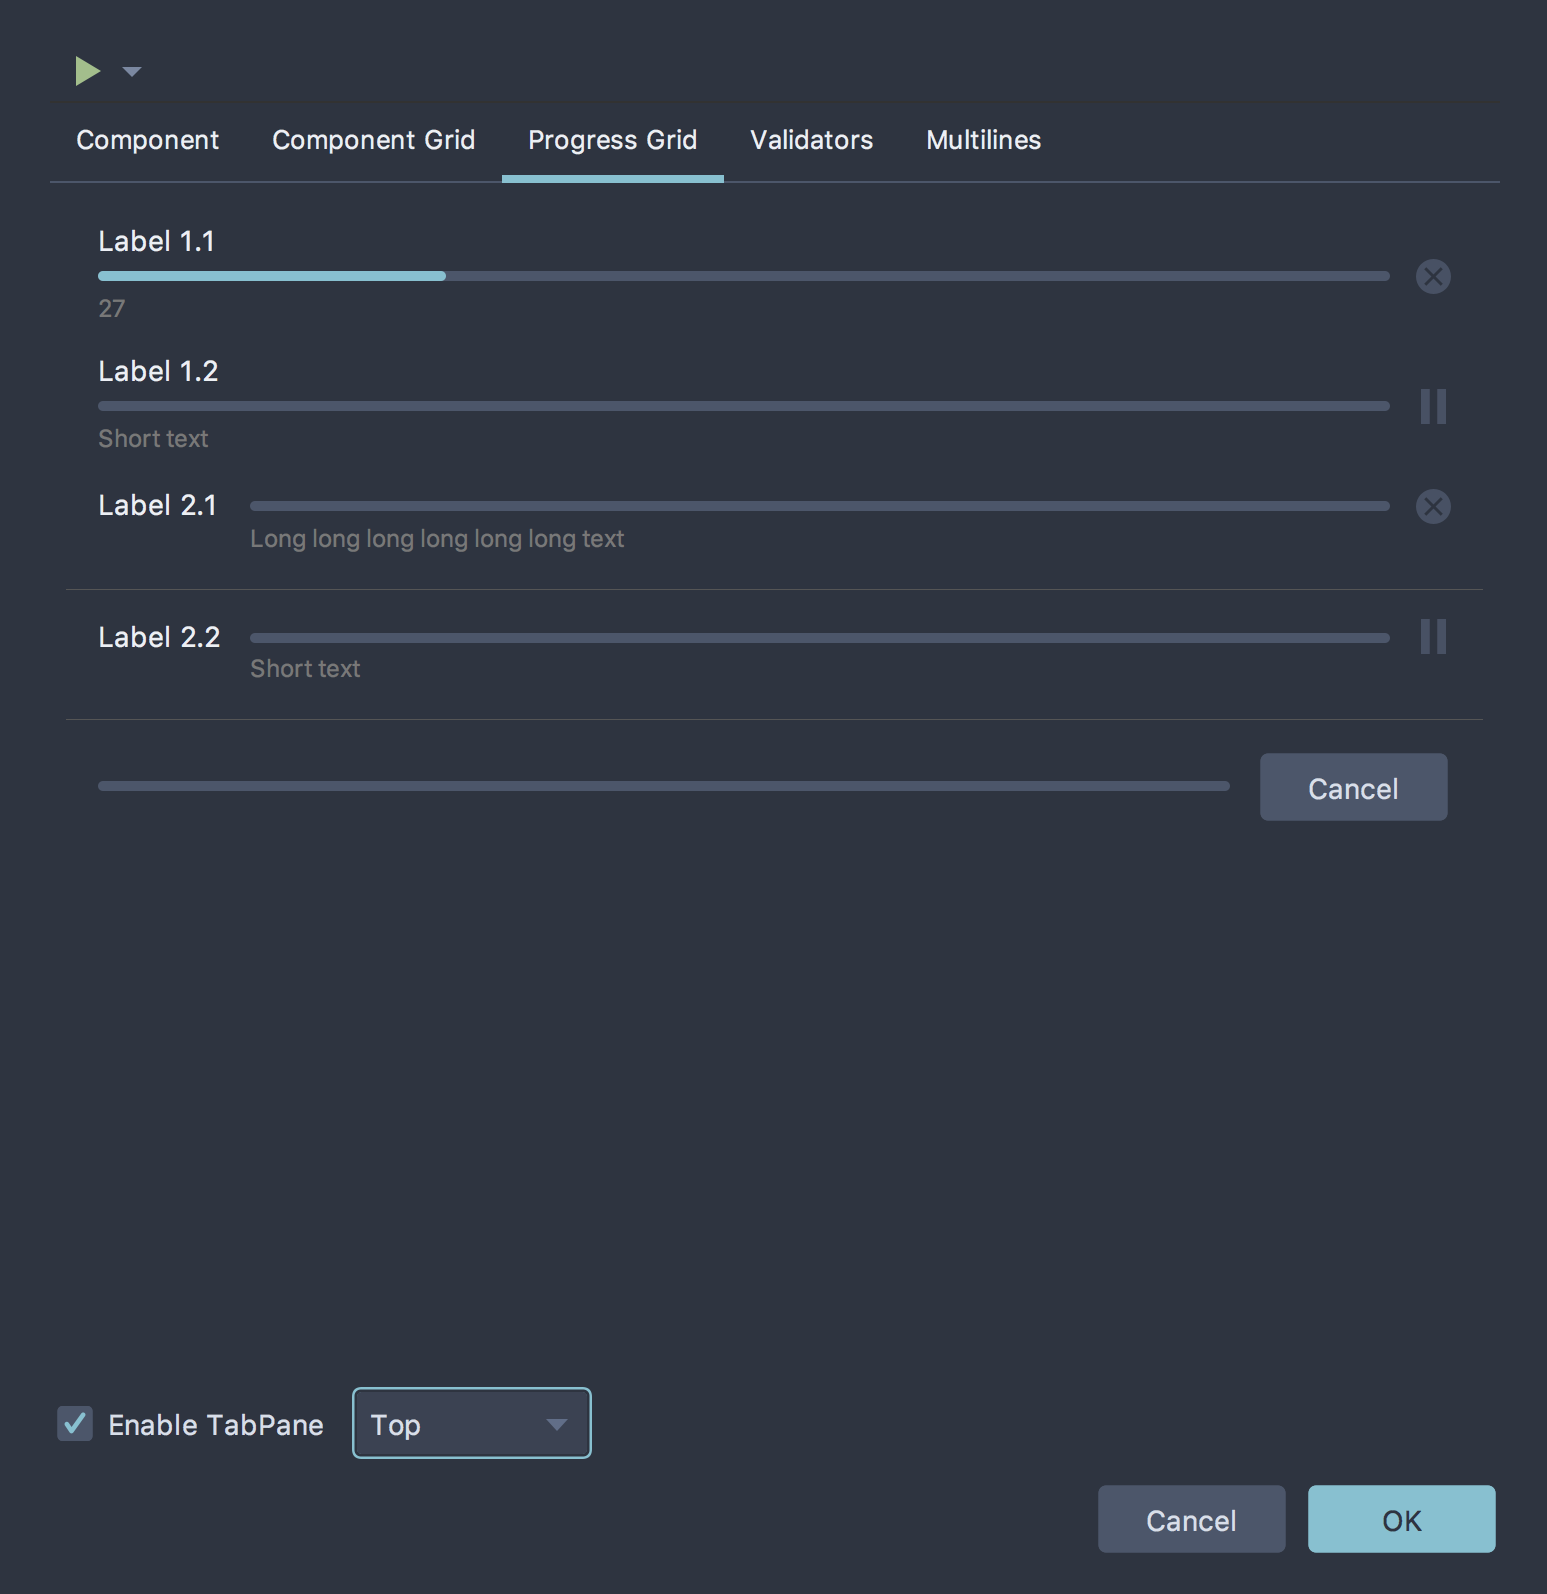 Component Component Grid Progress Grid Validators Multilines
Label 1.1
27
Label 1.2
Short text
Label 2.1
Long long long long long long text
Label 2.2
Short text
Cancel
Enable TabPane Top
Cancel OK